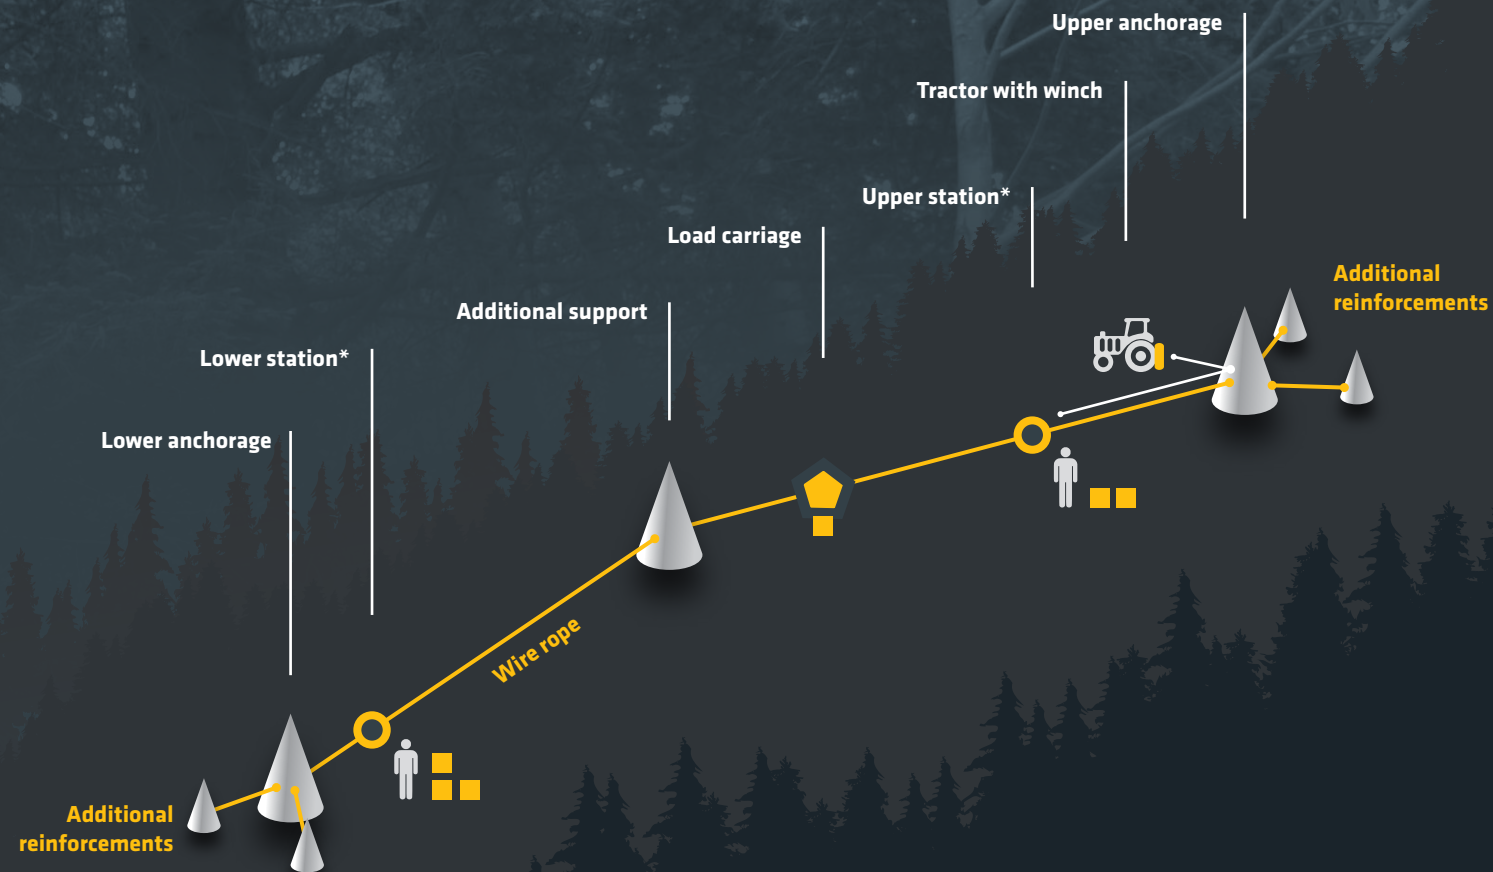 Upper anchorage
Tractor with winch
Upper station*
Load carriage
Additional
reinforcements
Additional support
Lower station*
Lower anchorage
Wire rope
Additional
reinforcements